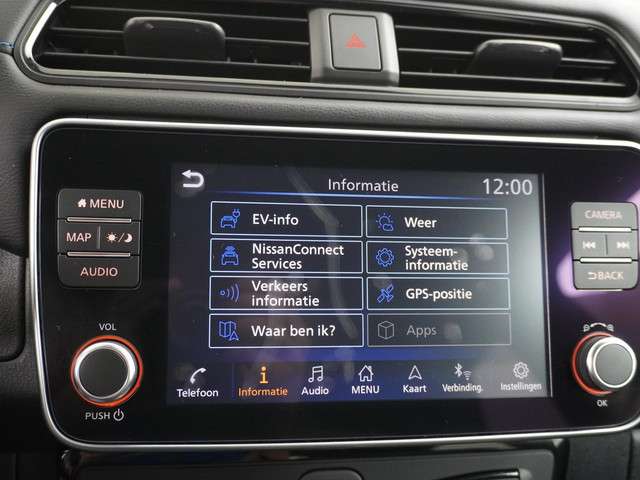 Informatie
12:00
MENU
MAP
AUDIO
VOL
PUSH
EV-info
Weer
NissanConnect
Services
Systeem-
informatie
Verkeers
informatie
GPS-positie
Waar ben ik?
Apps
Telefoon
Informatie
Audio
MENU
Kaart
Verbinding.
Instellingen
CAMERA
BACK
OK